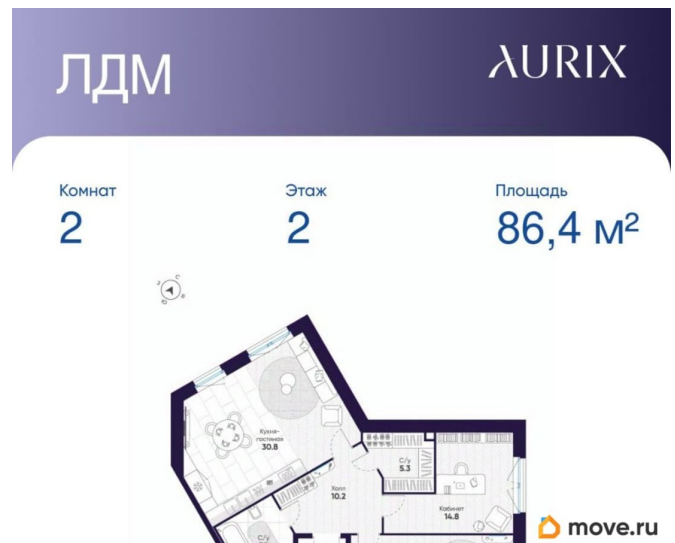 ЛДМ
AURIX
Комнат
2
Этаж
2
Площадь
86,4 м²
Кухня-
гостиная
30.8
С/у
5.3
Холл
10.2
Кабинет
14.8
С/у
move.ru